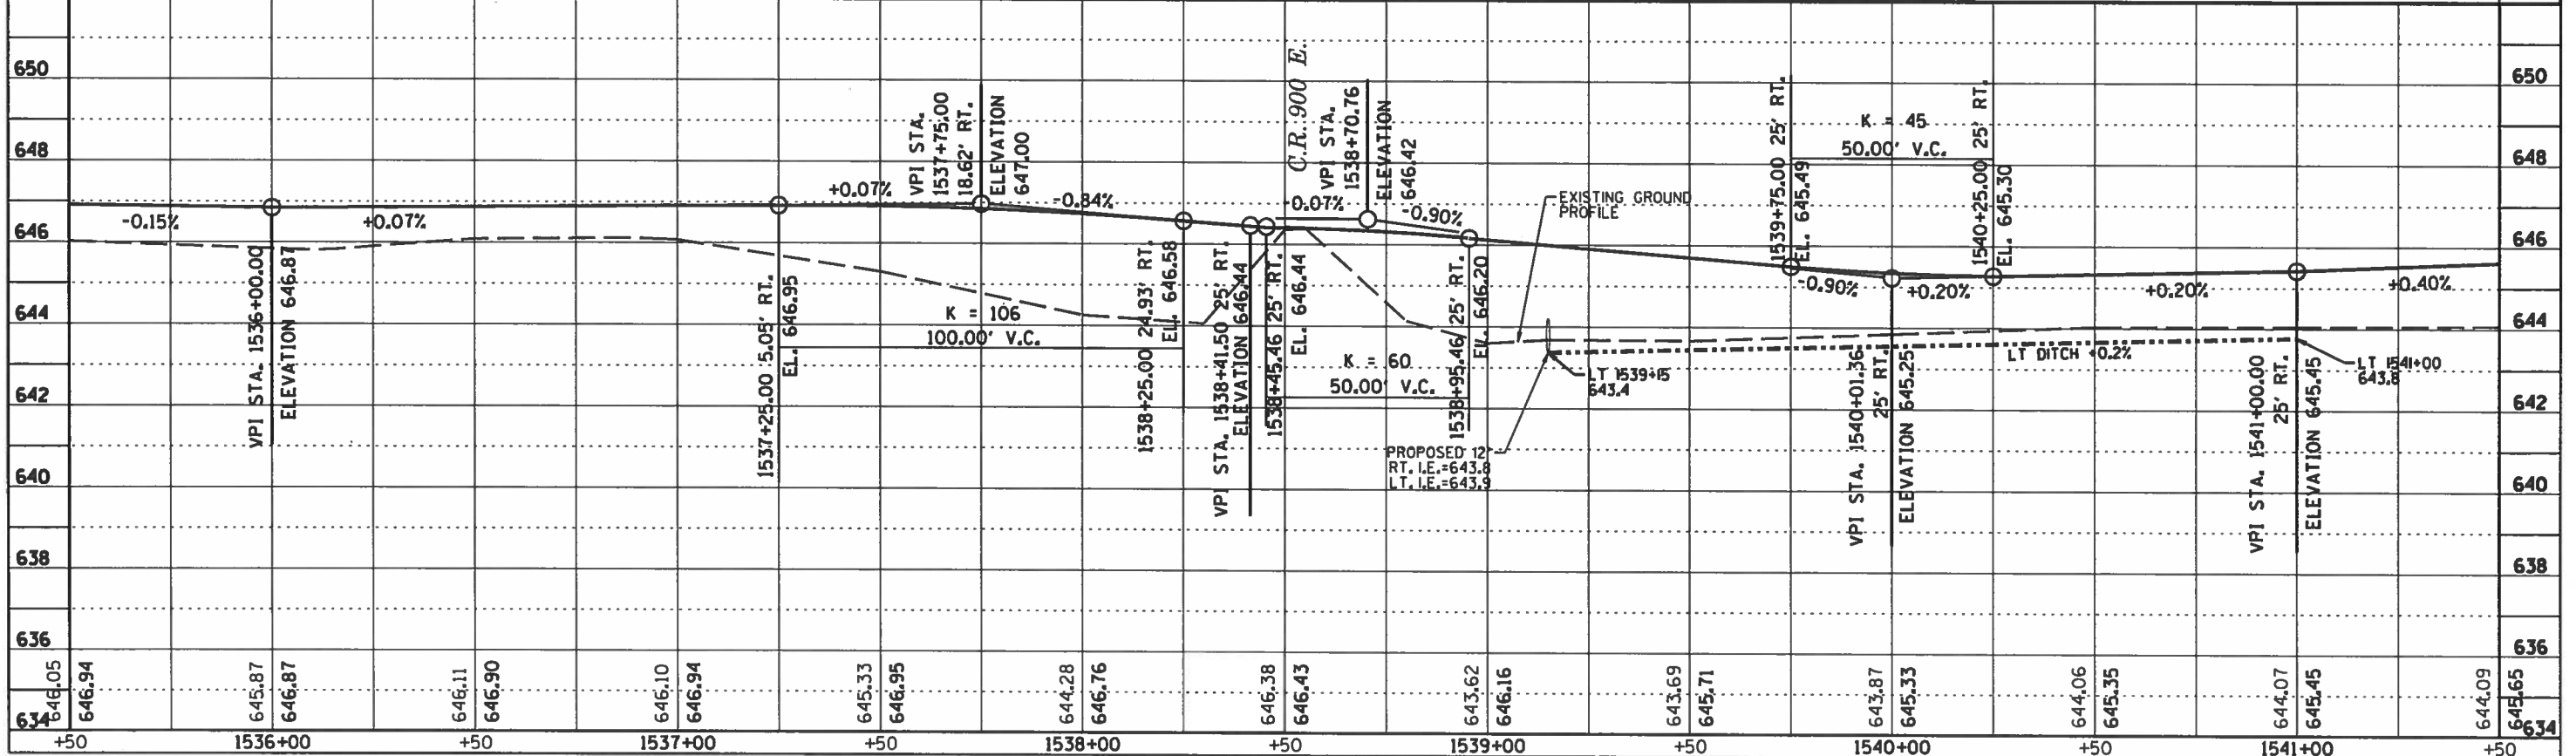 650
648
646
644
642
640
638
636
634
650
648
646
644
642
640
638
636
634
-0.15%
+0.07%
VPI STA. 1536+00.00
ELEVATION 646.87
1537+25.00 5.05' RT.
EL. 646.95
+0.07%
VPI STA.
1537+75.00
18.62' RT.
ELEVATION
647.00
-0.84%
K = 106
100.00' V.C.
1538+25.00 24.93' RT.
EL. 646.58
VPI STA. 1538+41.50 25' RT.
ELEVATION 646.44
1538+45.46 25' RT.
EL. 646.44
C.R. 900 E.
VPI STA.
1538+70.76
ELEVATION
646.42
-0.07%
-0.90%
K = 60
50.00' V.C.
1538+95.46 25' RT.
EL. 646.20
EXISTING GROUND
PROFILE
PROPOSED 12"
RT. I.E.=643.8
LT. I.E.=643.9
LT 1539+15
643.4
1539+75.00 25' RT.
EL. 645.49
K = 45
50.00' V.C.
1540+25.00 25' RT.
EL. 645.30
-0.90%
+0.20%
VPI STA. 1540+01.36
25' RT.
ELEVATION 645.25
LT DITCH +0.2%
+0.20%
VPI STA. 1541+00.00
25' RT.
ELEVATION 645.45
+0.40%
LT 1541+00
643.8
646.05
646.94
645.87
646.87
646.11
646.90
646.10
646.94
645.33
646.95
644.28
646.76
646.38
646.43
643.62
646.16
643.69
645.71
643.87
645.33
644.06
645.35
644.07
645.45
644.09
645.65
+50
1536+00
+50
1537+00
+50
1538+00
+50
1539+00
+50
1540+00
+50
1541+00
+50